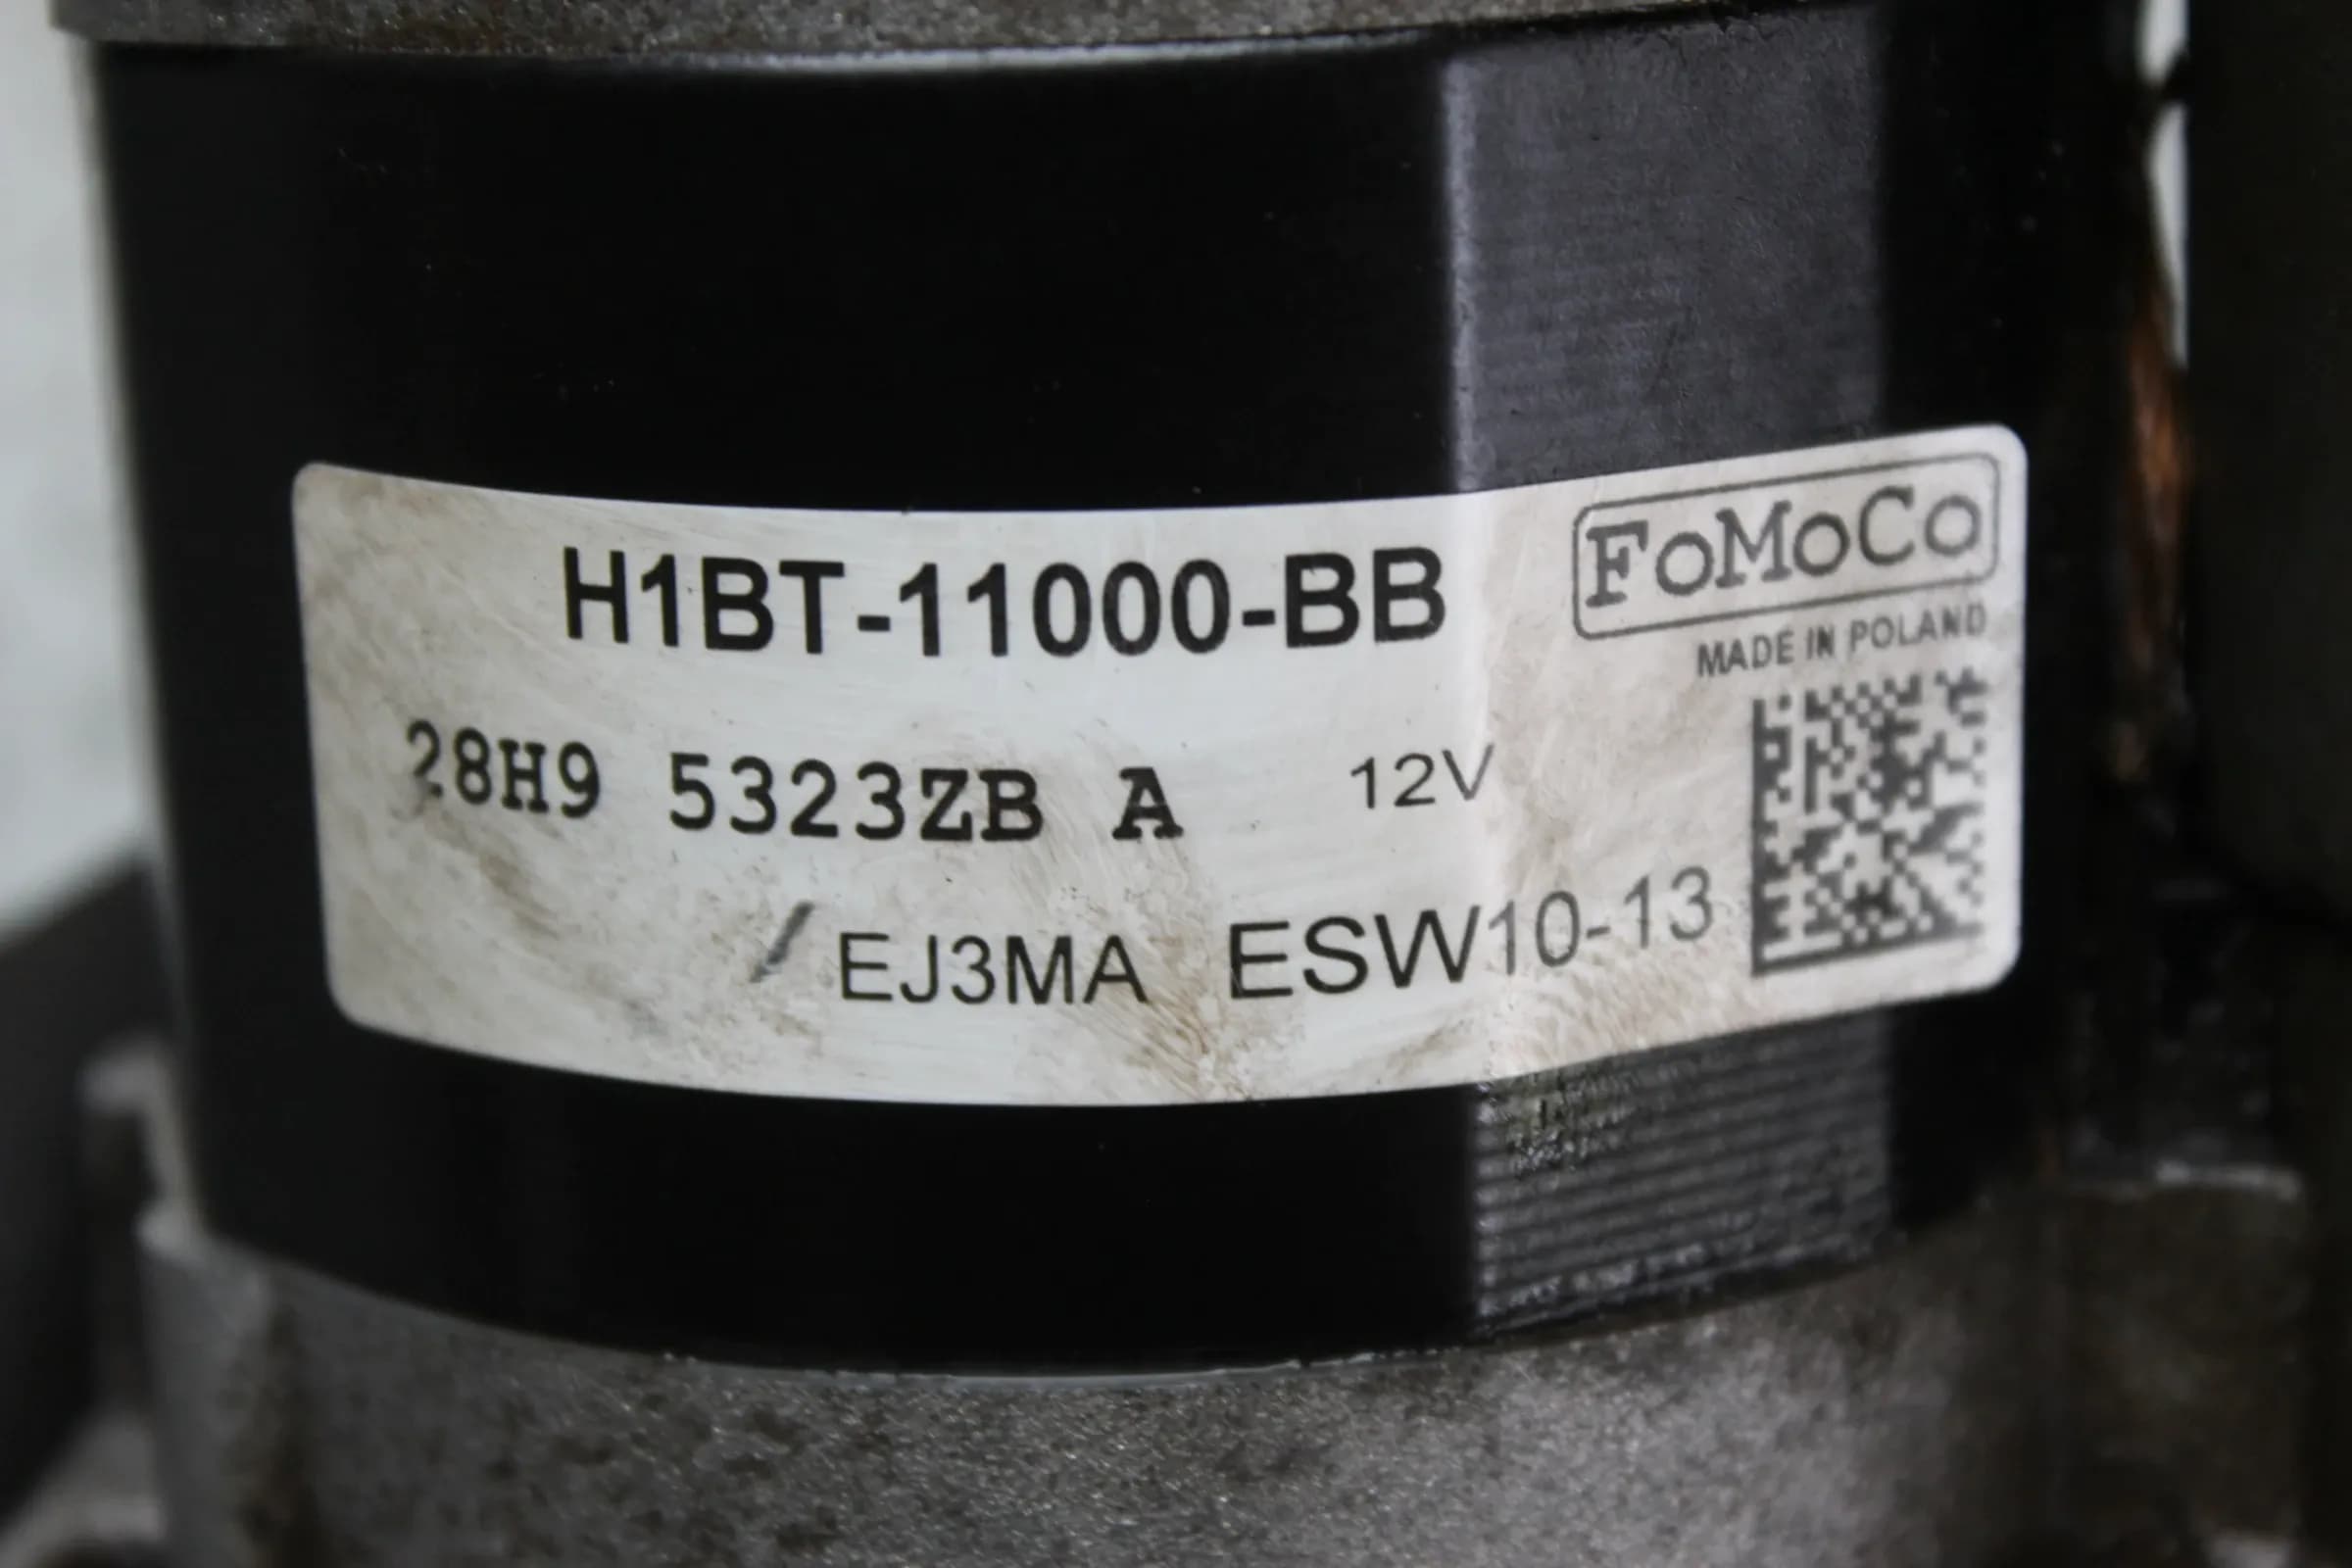 H1BT-11000-BB
FoMoCo
MADE IN POLAND
28H9 5323ZB A 12V
EJ3MA ESW10-13